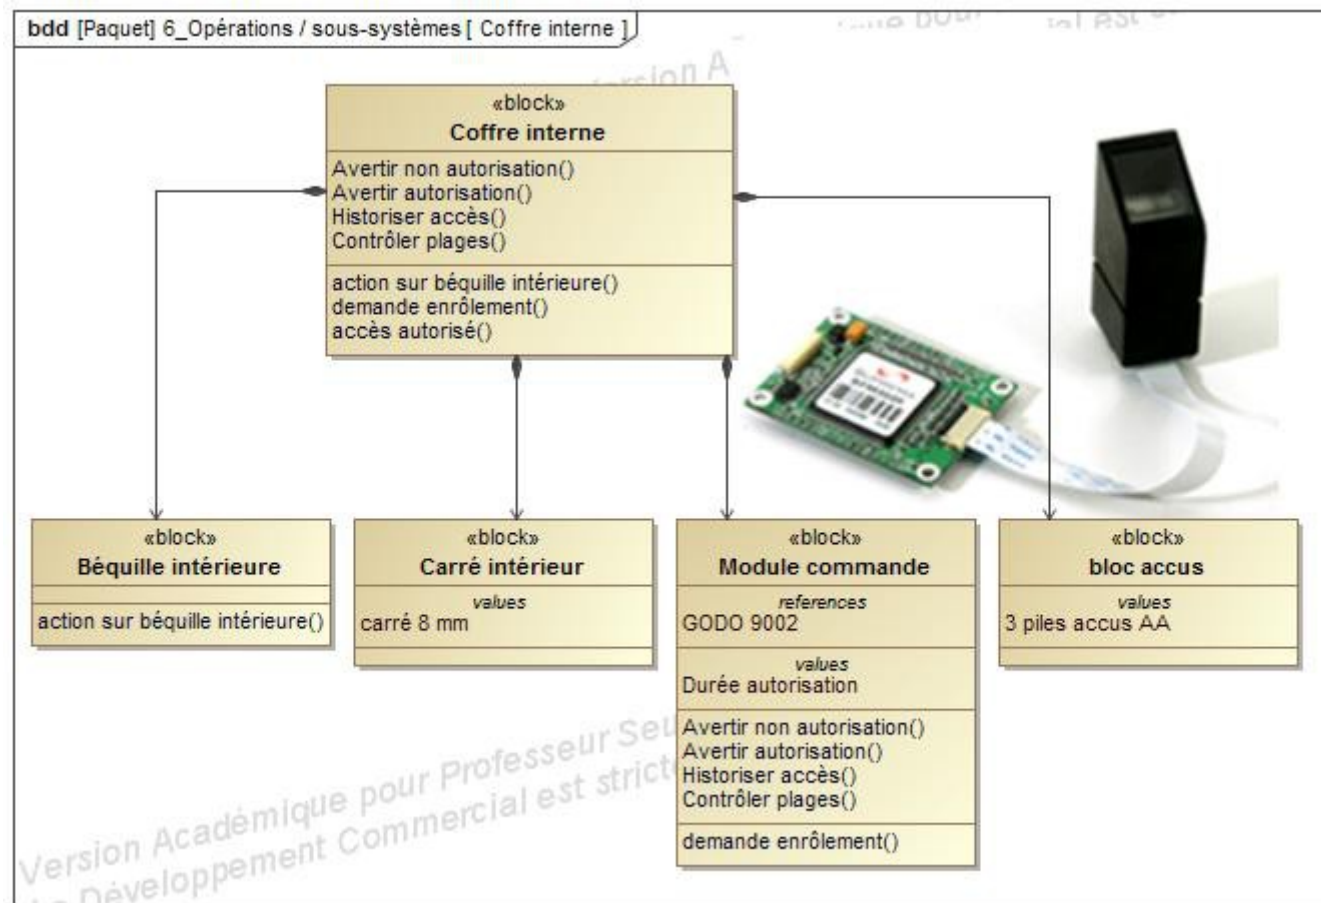 bdd [Paquet] 6_Opérations / sous-systèmes [ Coffre interne ]
«block»
Coffre interne
Avertir non autorisation()
Avertir autorisation()
Historiser accès()
Contrôler plages()
action sur béquille intérieure()
demande enrôlement()
accès autorisé()
«block»
Béquille intérieure
action sur béquille intérieure()
«block»
Carré intérieur
values
carré 8 mm
«block»
Module commande
references
GODO 9002
values
Durée autorisation
Avertir non autorisation()
Avertir autorisation()
Historiser accès()
Contrôler plages()
demande enrôlement()
«block»
bloc accus
values
3 piles accus AA
Version Académique pour Professeur
Développement Commercial est